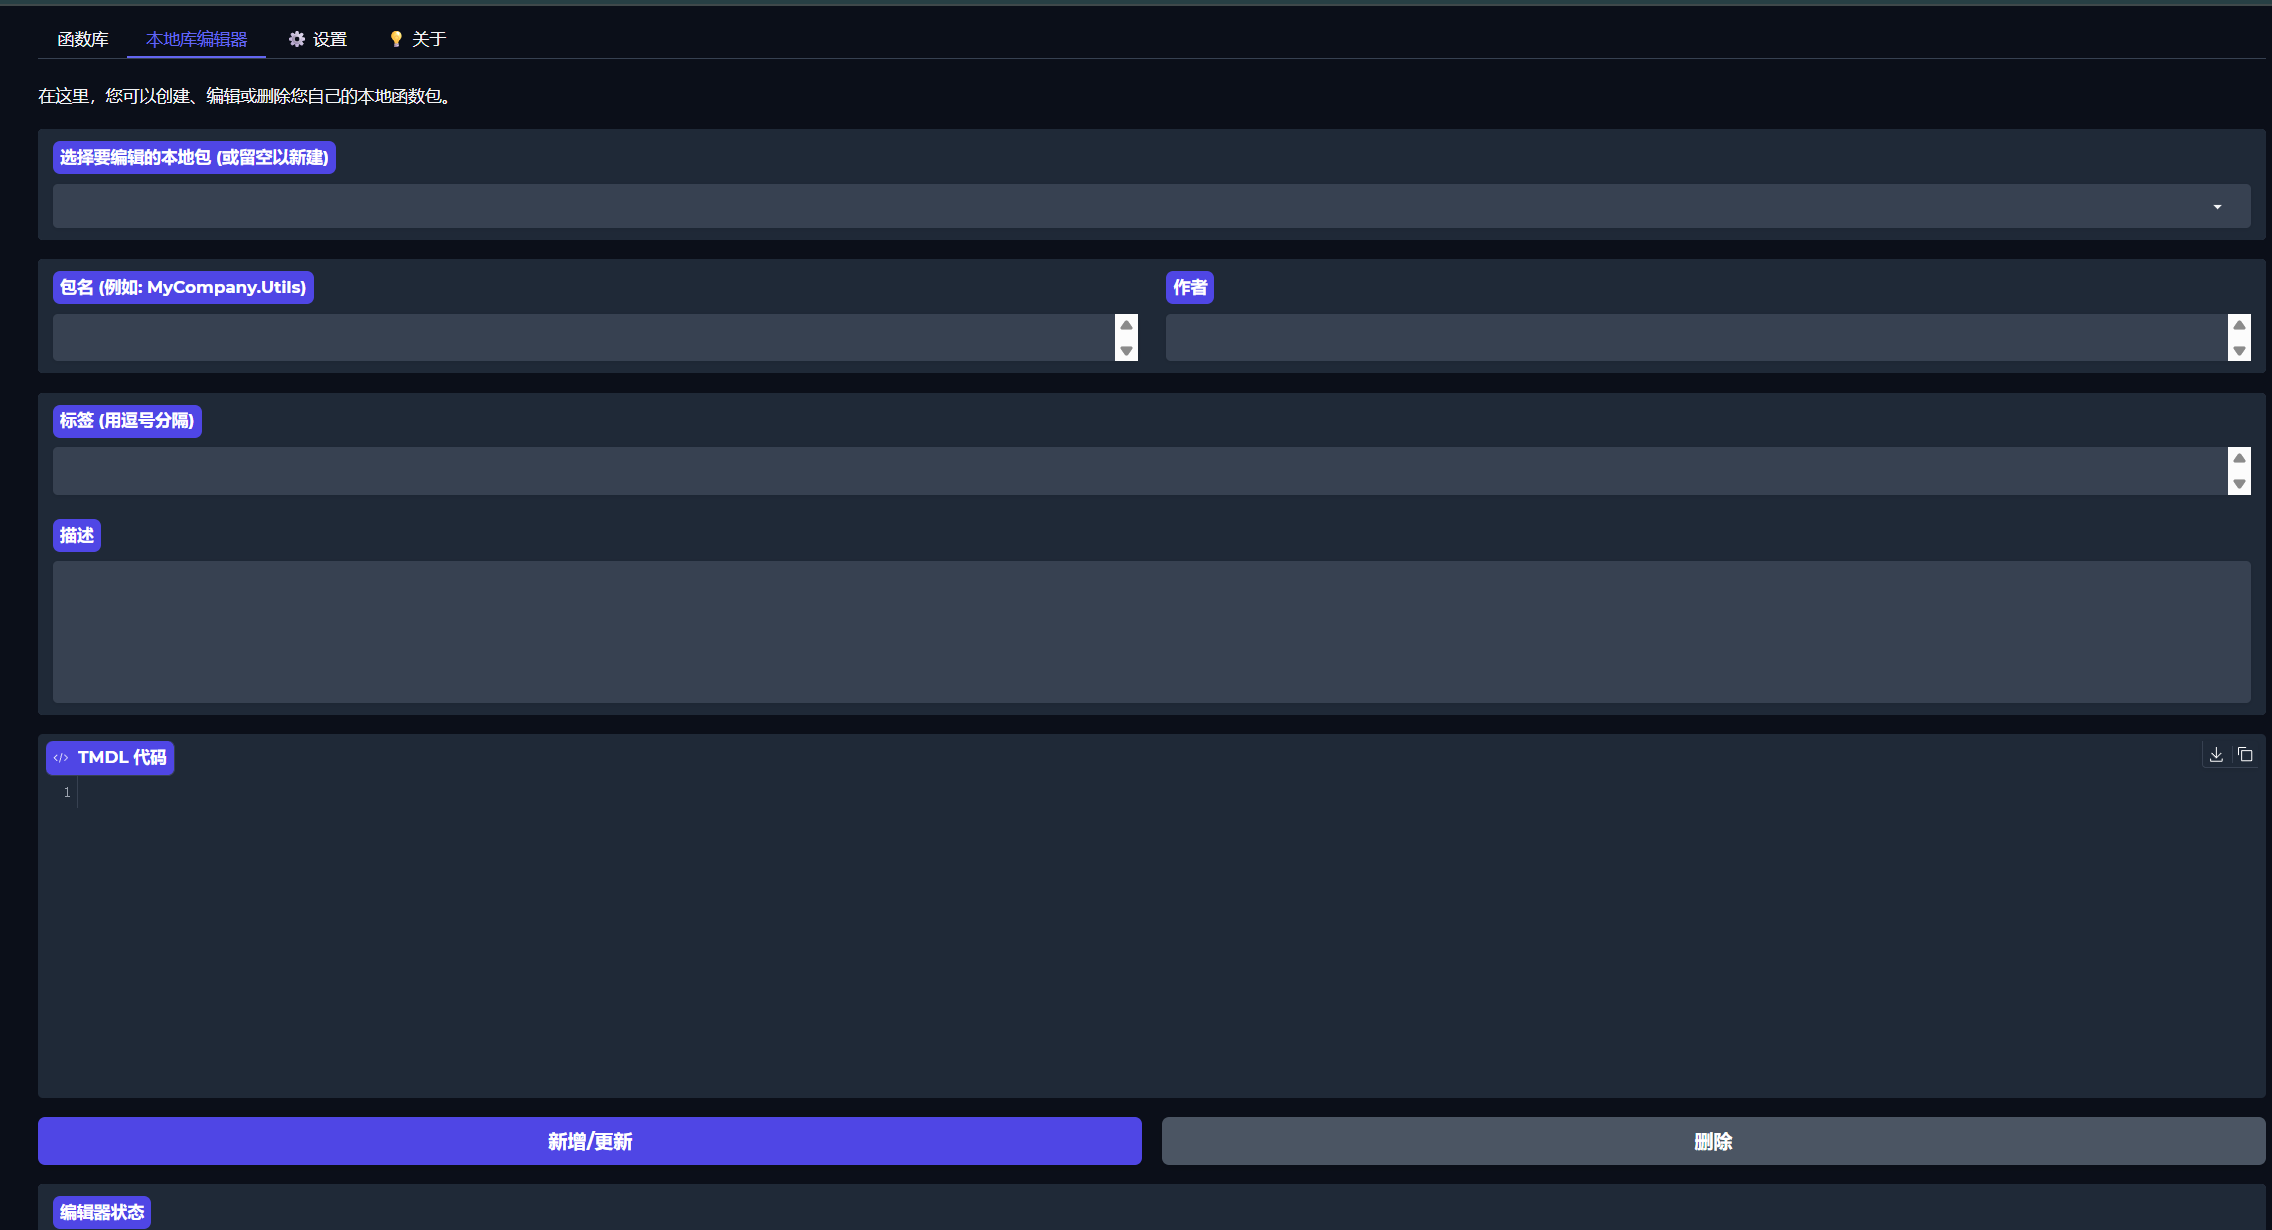 函数库 本地库编辑器 设置 关于
在这里，您可以创建、编辑或删除您自己的本地函数包。
选择要编辑的本地包 (或留空以新建)
包名 (例如: MyCompany.Utils) 作者
标签 (用逗号分隔)
描述
</> TMDL 代码
1
新增/更新 删除
编辑器状态